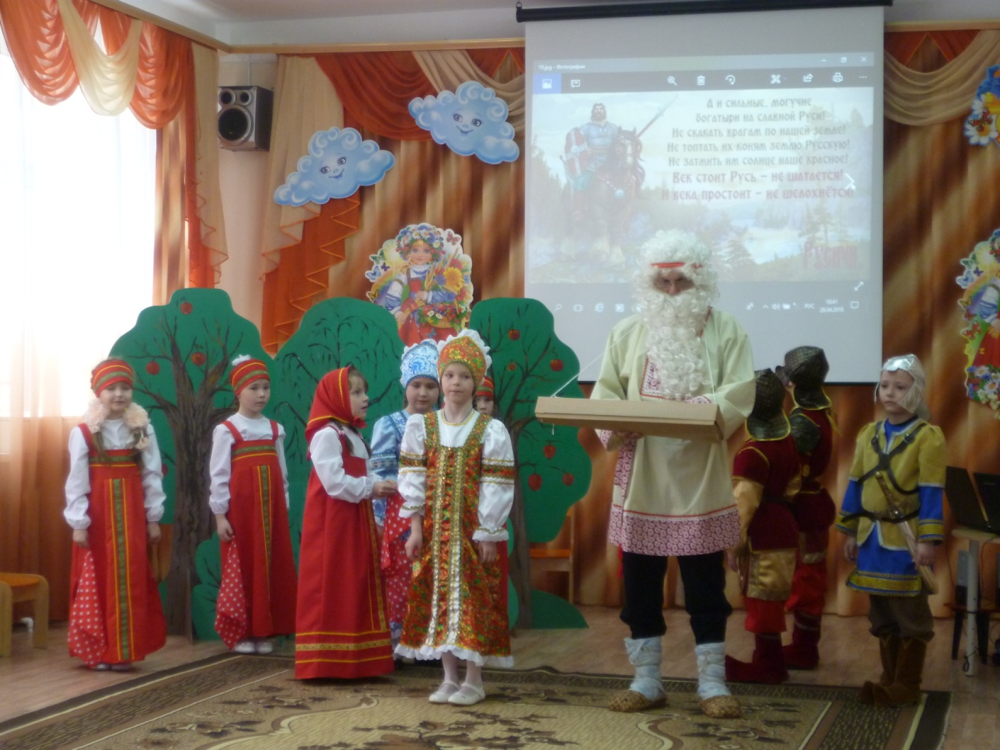 19.jpg - Фотографии
А и сильные, могучие
богатыри на славной Руси!
Не скакать врагам по нашей земле!
Не топтать их коням землю Русскую!
Не затмить им солнце наше красное!
Век стоит Русь – не шатается!
И века простоит – не шелохнётся!
Русичи
РУС